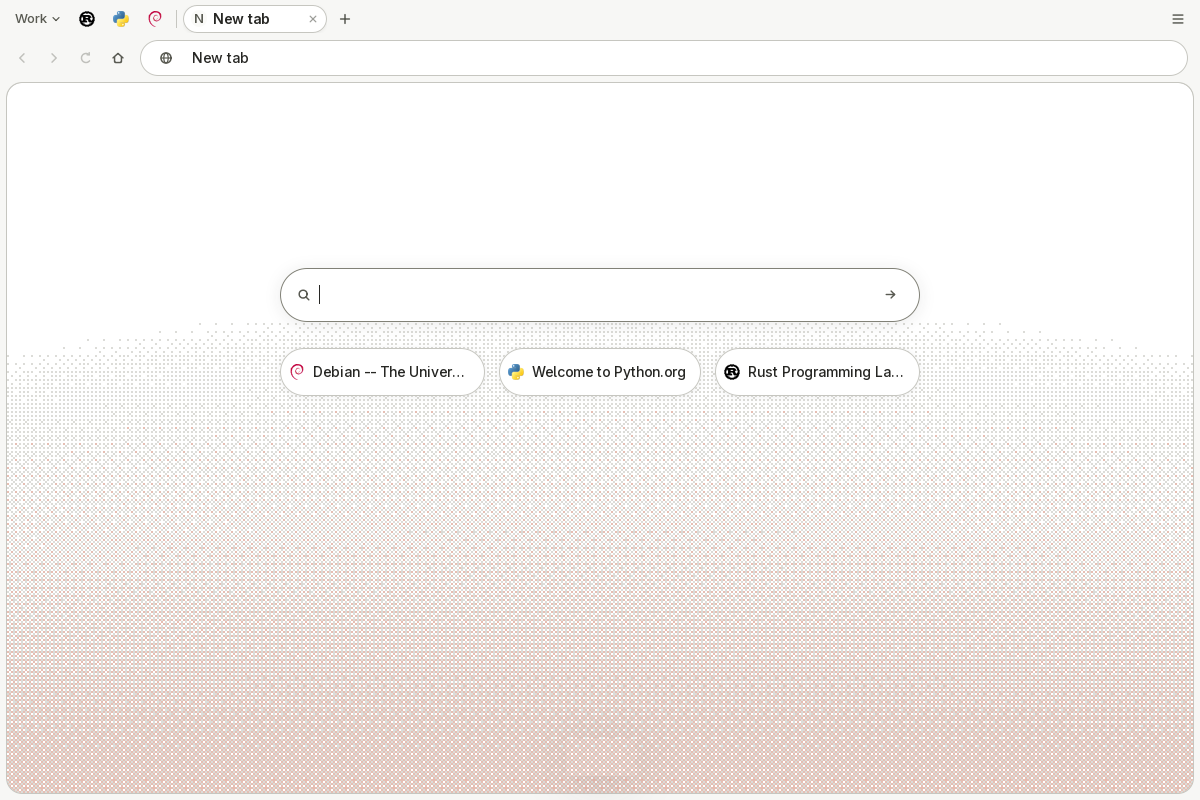 Work
N New tab
New tab
Debian -- The Univer...
Welcome to Python.org
Rust Programming La...